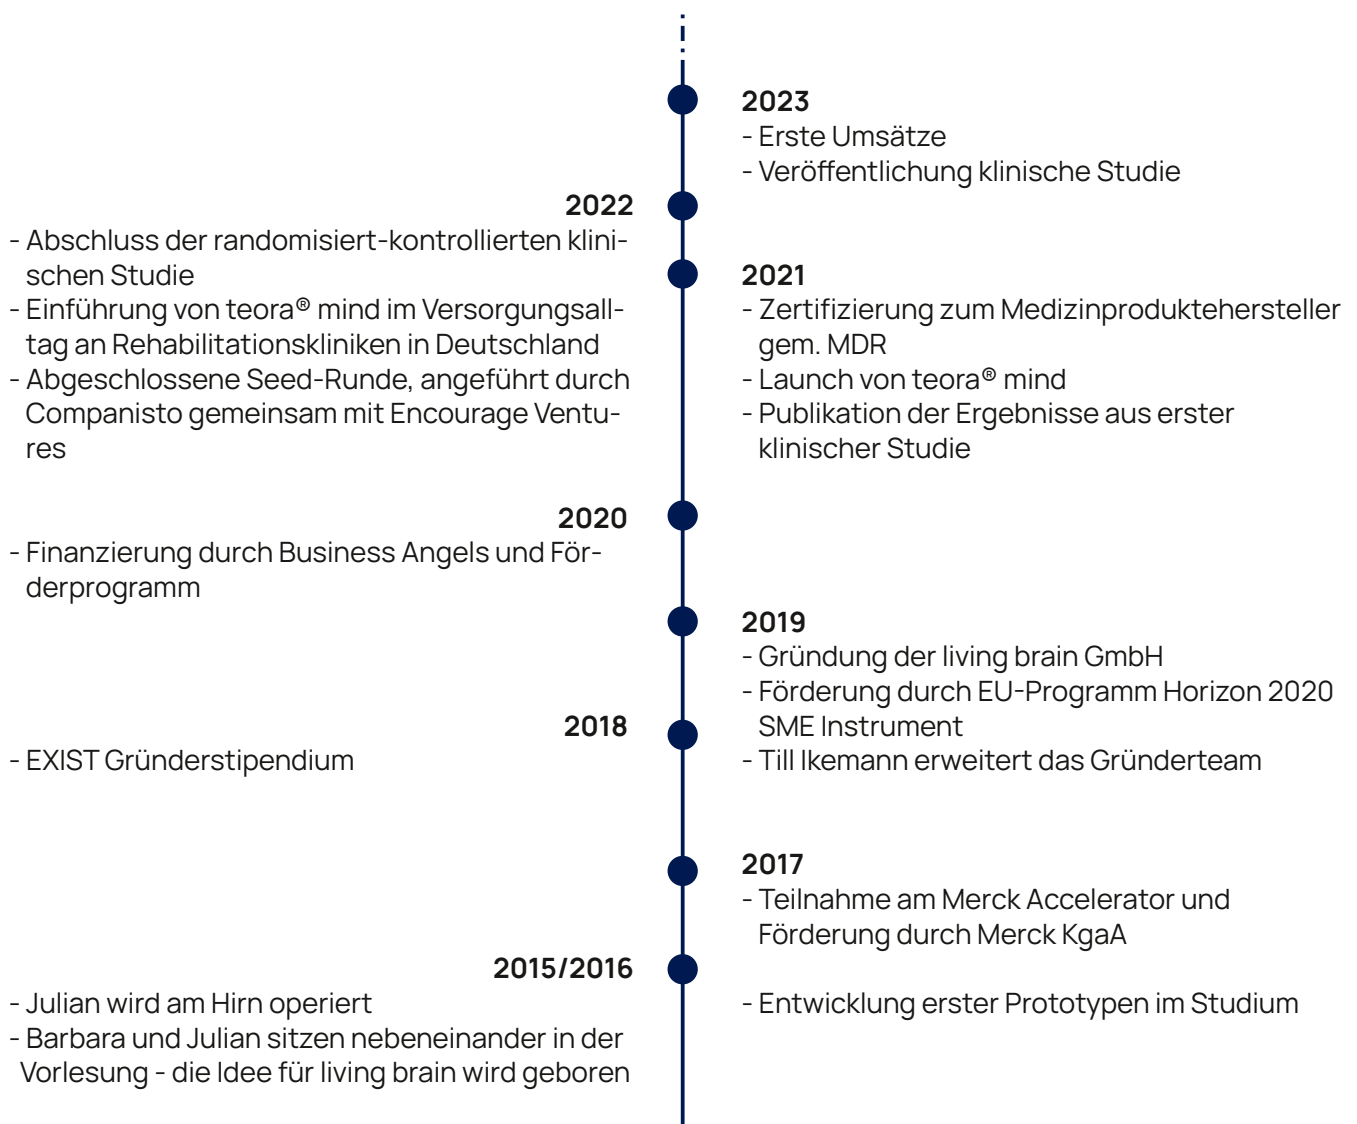 2023
- Erste Umsätze
- Veröffentlichung klinische Studie
2022
- Abschluss der randomisiert-kontrollierten klini-
schen Studie
- Einführung von teora® mind im Versorgungsall-
tag an Rehabilitationskliniken in Deutschland
- Abgeschlossene Seed-Runde, angeführt durch
Companisto gemeinsam mit Encourage Ventu-
res
2021
- Zertifizierung zum Medizinproduktehersteller
gem. MDR
- Launch von teora® mind
- Publikation der Ergebnisse aus erster
klinischer Studie
2020
- Finanzierung durch Business Angels und För-
derprogramm
2019
- Gründung der living brain GmbH
- Förderung durch EU-Programm Horizon 2020
SME Instrument
- Till Ikemann erweitert das Gründerteam
2018
- EXIST Gründerstipendium
2017
- Teilnahme am Merck Accelerator und
Förderung durch Merck KgaA
2015/2016
- Julian wird am Hirn operiert
- Barbara und Julian sitzen nebeneinander in der
Vorlesung - die Idee für living brain wird geboren
- Entwicklung erster Prototypen im Studium